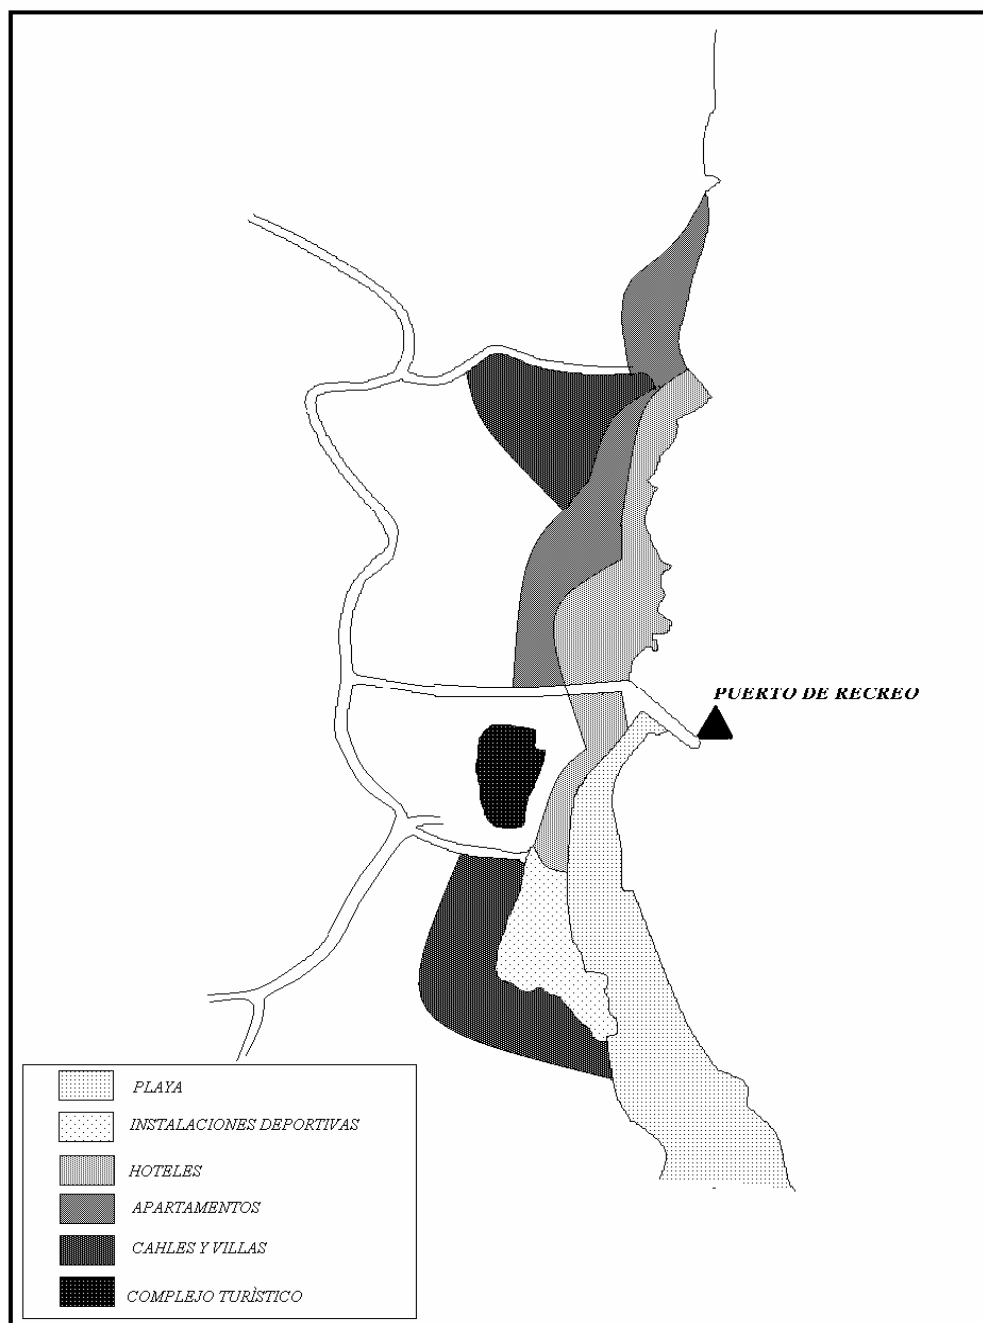 PUERTO DE RECREO
PLAYA
INSTALACIONES DEPORTIVAS
HOTELES
APARTAMENTOS
CAHLES Y VILLAS
COMPLEJO TURÌSTICO